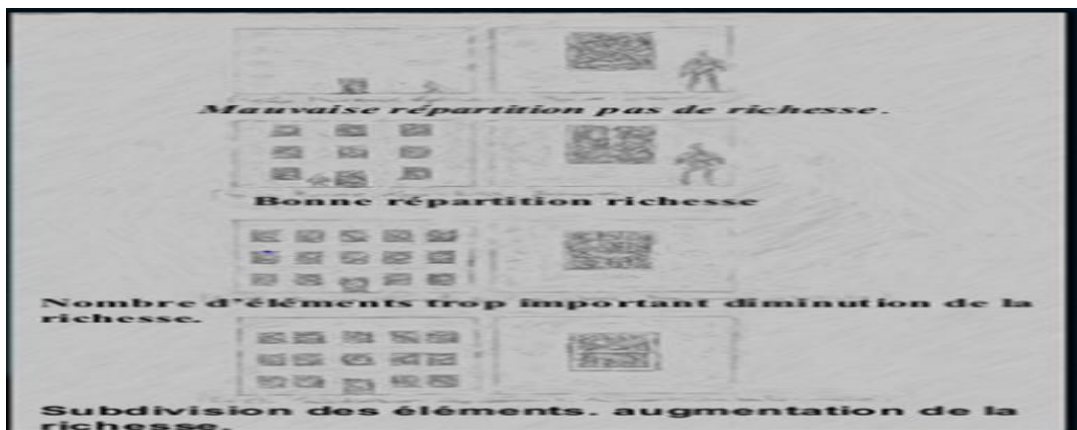 Mauvaise répartition pas de richesse.
Bonne répartition richesse
Nombre d'éléments trop important diminution de la
richesse.
Subdivision des éléments. augmentation de la
richesse.